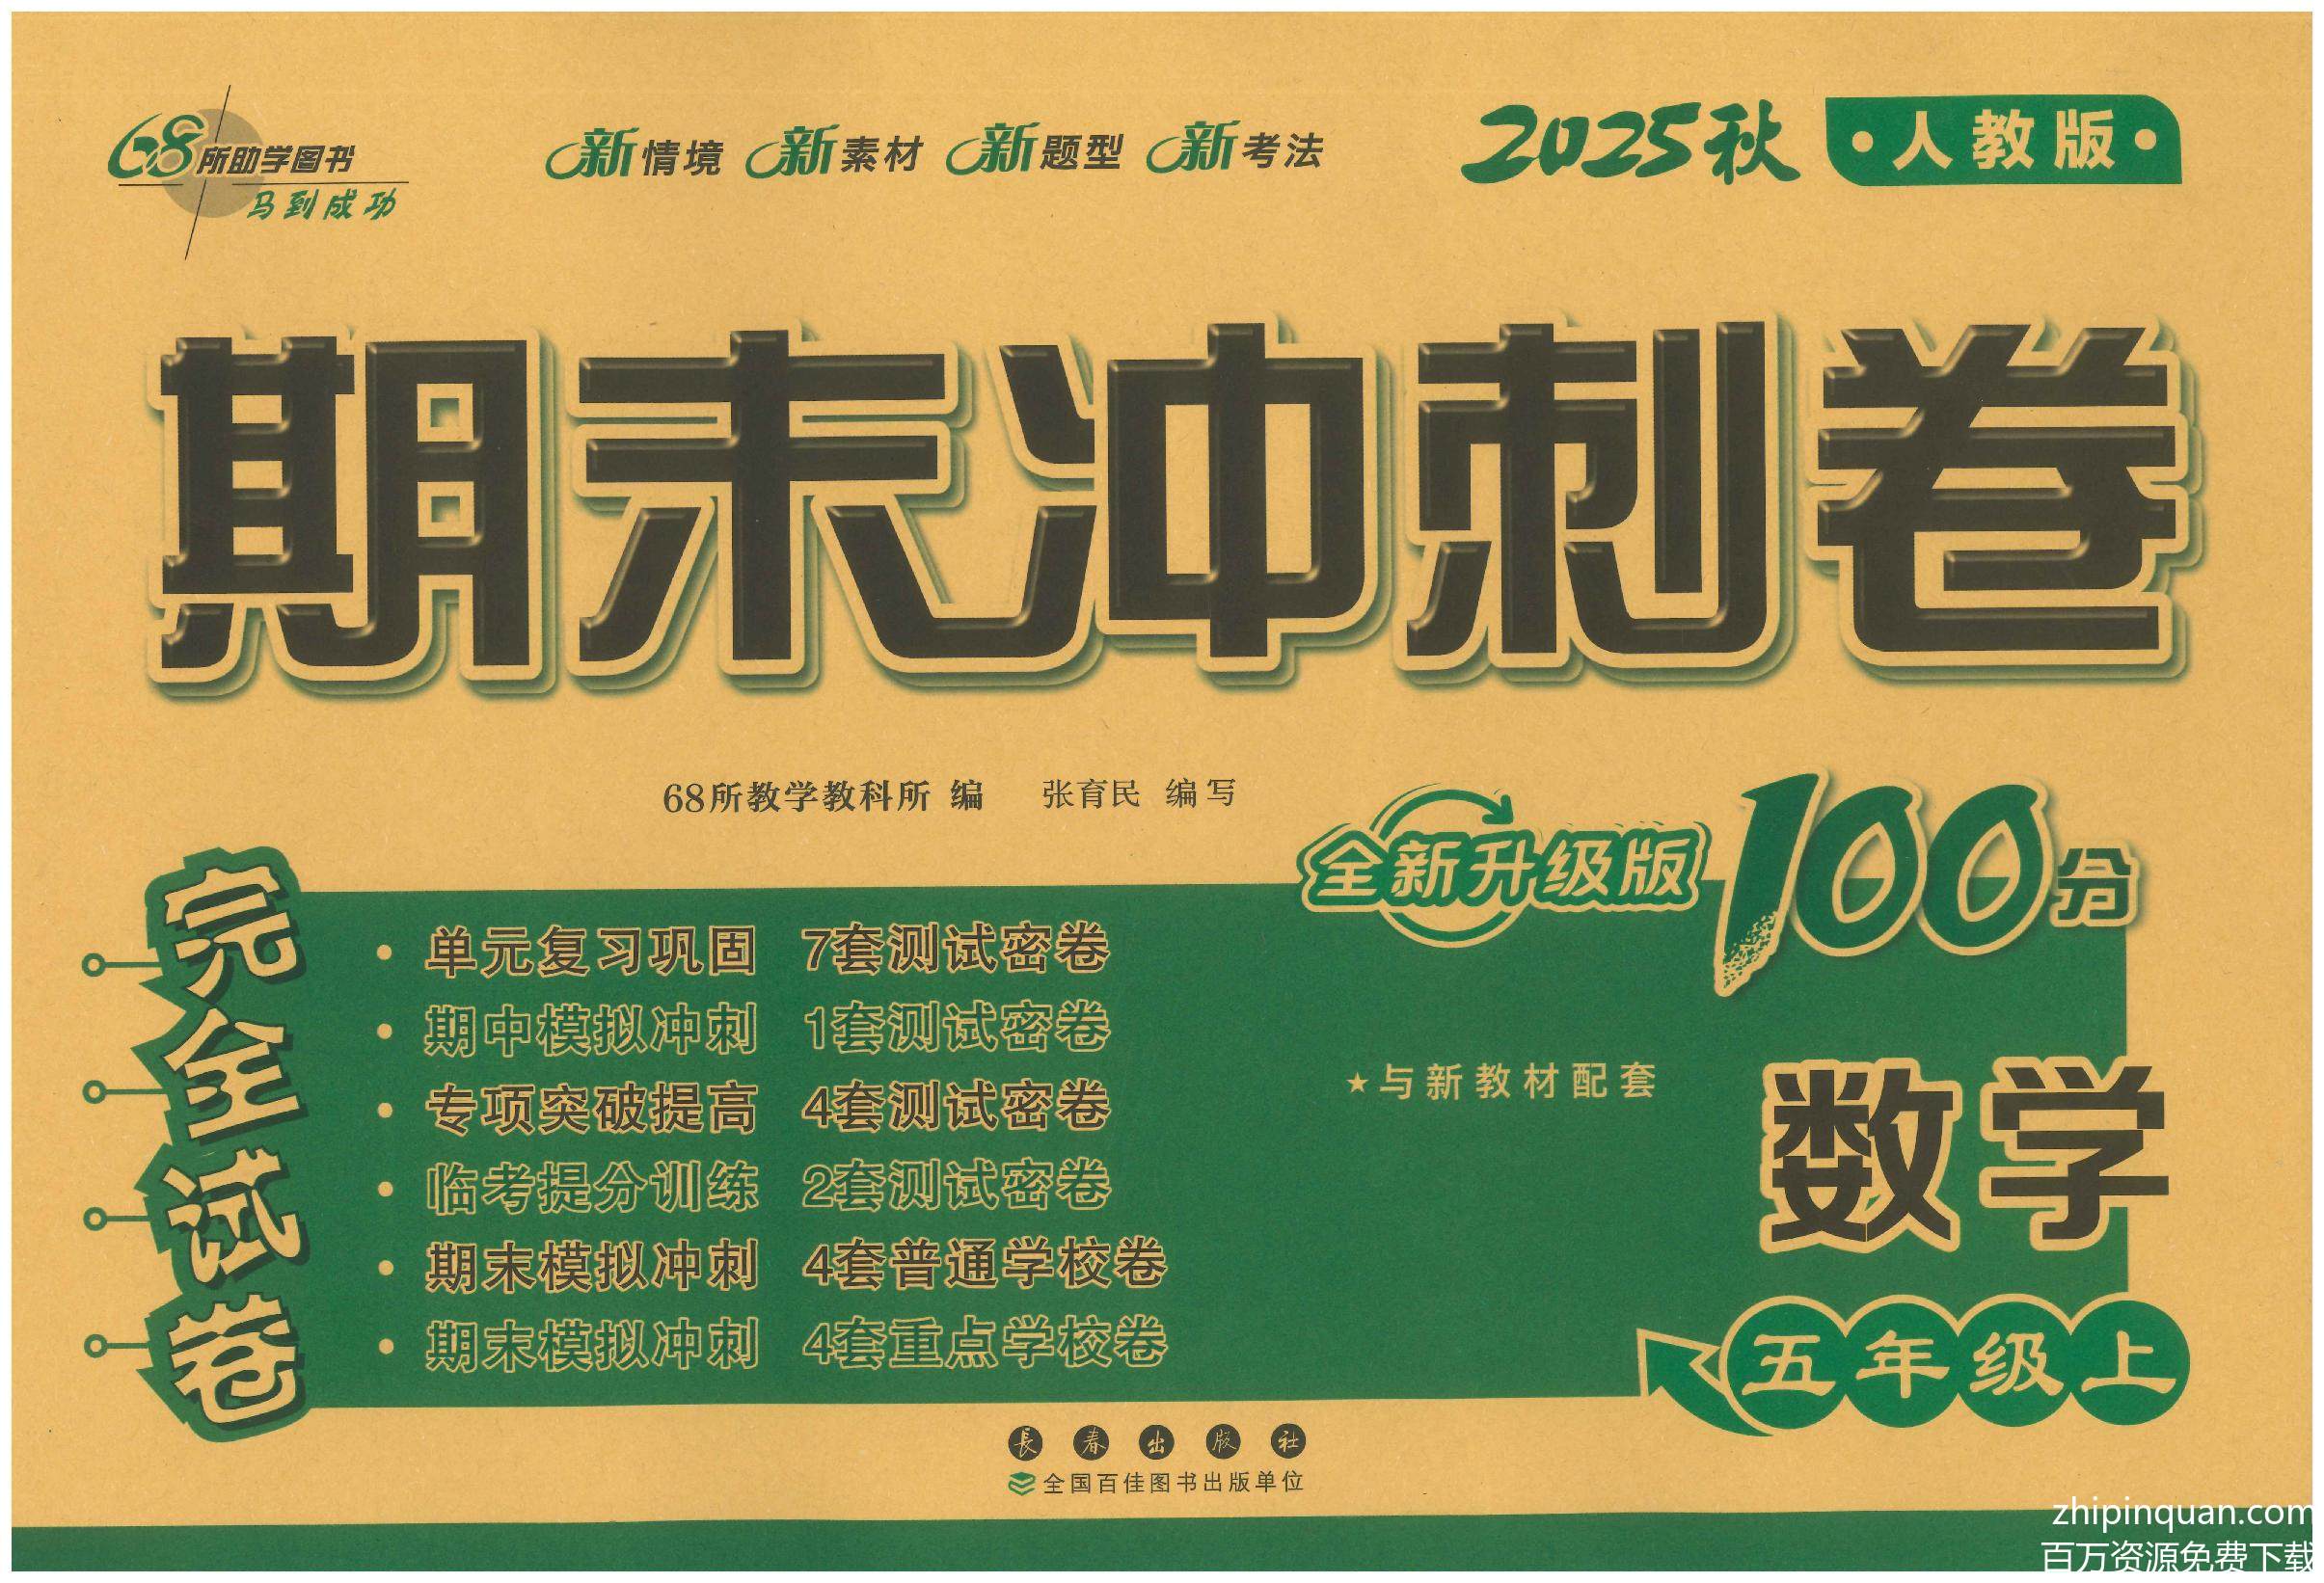 68所助学图书
马到成功
新情境 新素材 新题型 新考法
2025秋
·人教版·
期末冲刺卷
68所教学教科所 编 张育民 编写
全新升级版
100分
完全试卷
· 单元复习巩固 7套测试密卷
· 期中模拟冲刺 1套测试密卷
· 专项突破提高 4套测试密卷
· 临考提分训练 2套测试密卷
· 期末模拟冲刺 4套普通学校卷
· 期末模拟冲刺 4套重点学校卷
★与新教材配套
数学
五年级上
長春出版社
全国百佳图书出版单位
zhipinquan.com
百万资源免费下载